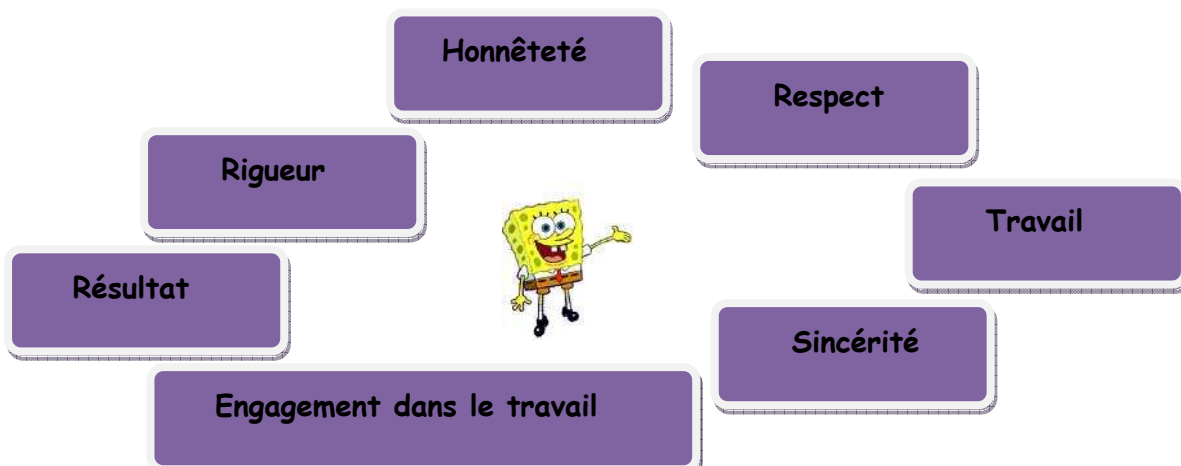 Honnêteté
Respect
Rigueur
Travail
Résultat
Sincérité
Engagement dans le travail